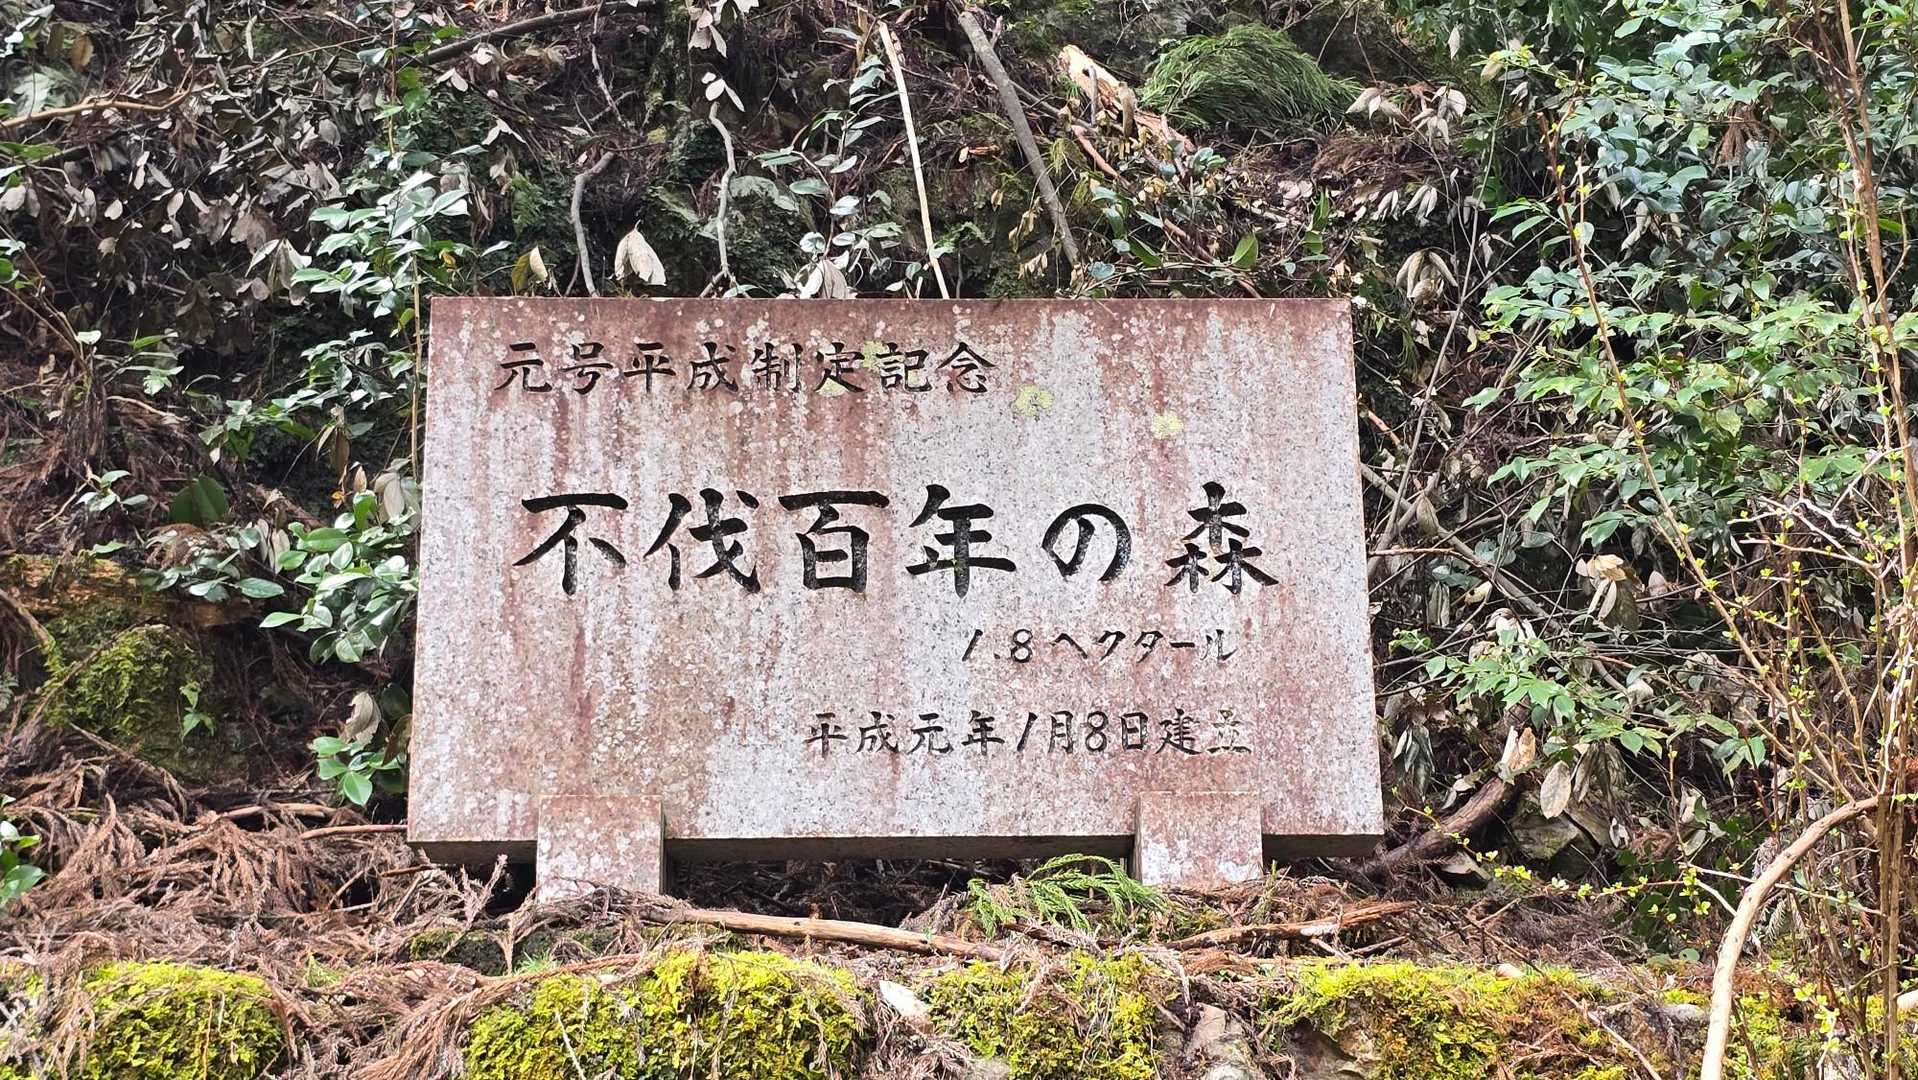 元号平成制定記念
不伐百年の森
1.8ヘクタール
平成元年1月8日建立